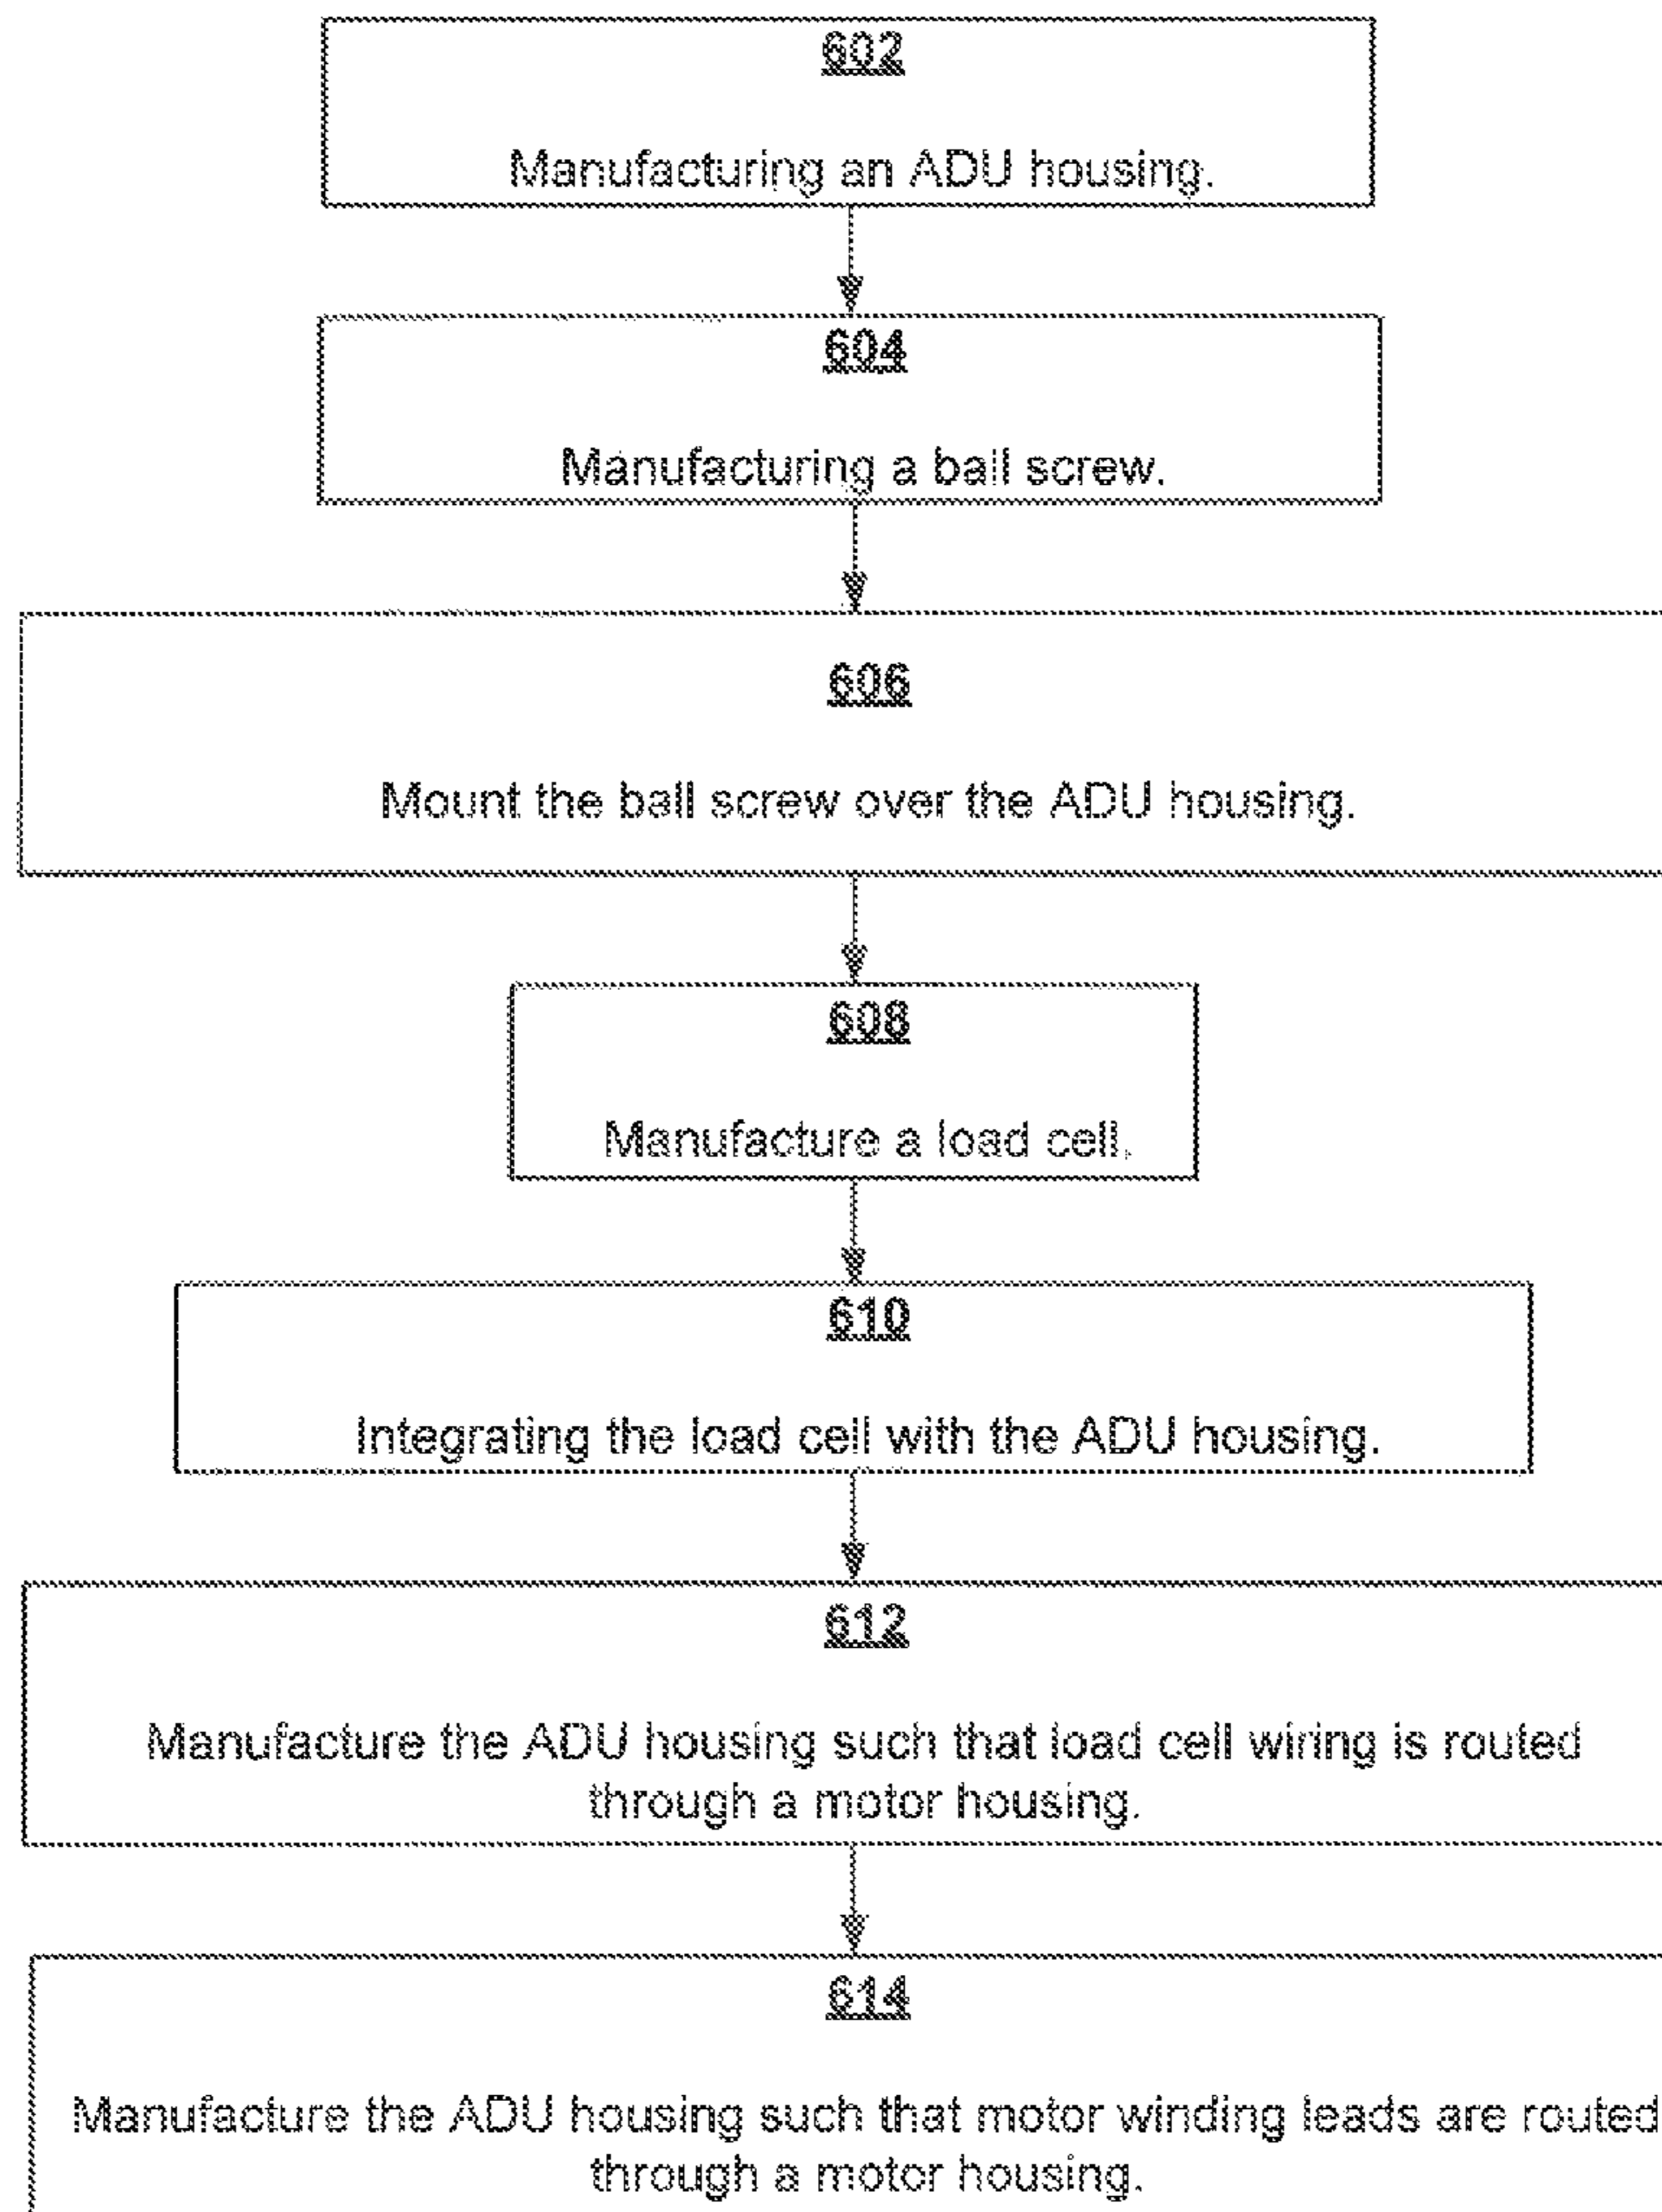 602
Manufacturing an ADU housing.
604
Manufacturing a ball screw.
606
Mount the ball screw over the ADU housing.
608
Manufacture a load cell.
610
Integrating the load cell with the ADU housing.
612
Manufacture the ADU housing such that load cell wiring is routed
through a motor housing.
614
Manufacture the ADU housing such that motor winding leads are routed
through a motor housing.